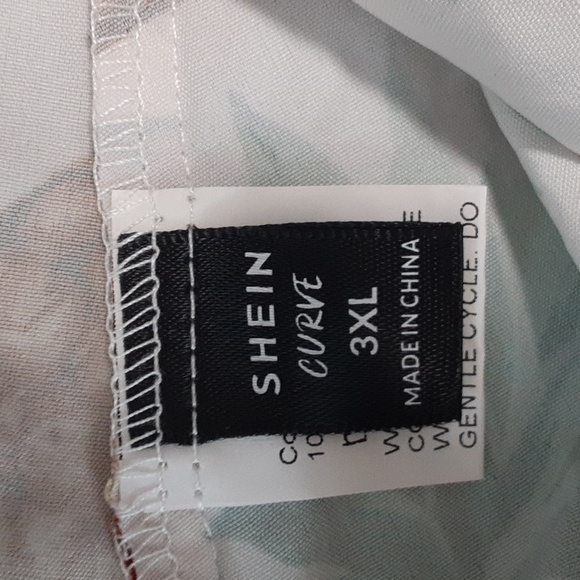 SHEIN
CURVE
3XL
MADE IN CHINA
GENTLE CYCLE. DO